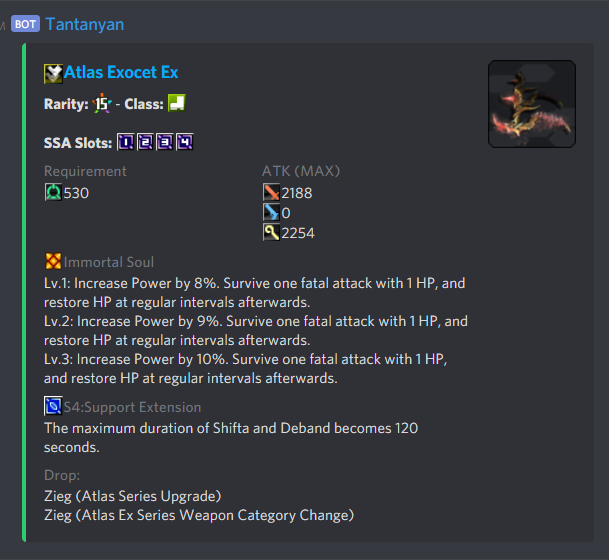 BOT Tantanyan
Atlas Exocet Ex
Rarity: 15 - Class:
SSA Slots: 1 2 3 4
Requirement
530
ATK (MAX)
2188
0
2254
Immortal Soul
Lv.1: Increase Power by 8%. Survive one fatal attack with 1 HP, and
restore HP at regular intervals afterwards.
Lv.2: Increase Power by 9%. Survive one fatal attack with 1 HP, and
restore HP at regular intervals afterwards.
Lv.3: Increase Power by 10%. Survive one fatal attack with 1 HP,
and restore HP at regular intervals afterwards.
S4:Support Extension
The maximum duration of Shifta and Deband becomes 120
seconds.
Drop:
Zieg (Atlas Series Upgrade)
Zieg (Atlas Ex Series Weapon Category Change)